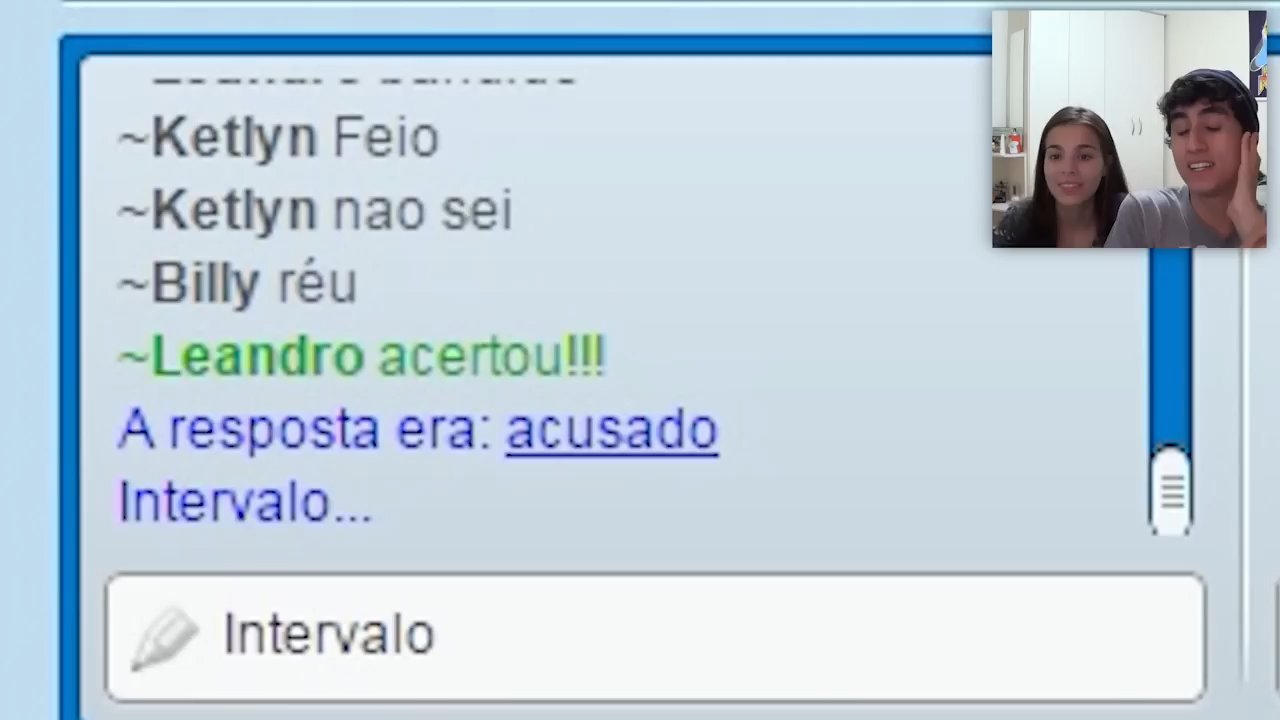 ~Ketlyn Feio
~Ketlyn nao sei
~Billy réu
~Leandro acertou!!!
A resposta era: acusado
Intervalo...
Intervalo